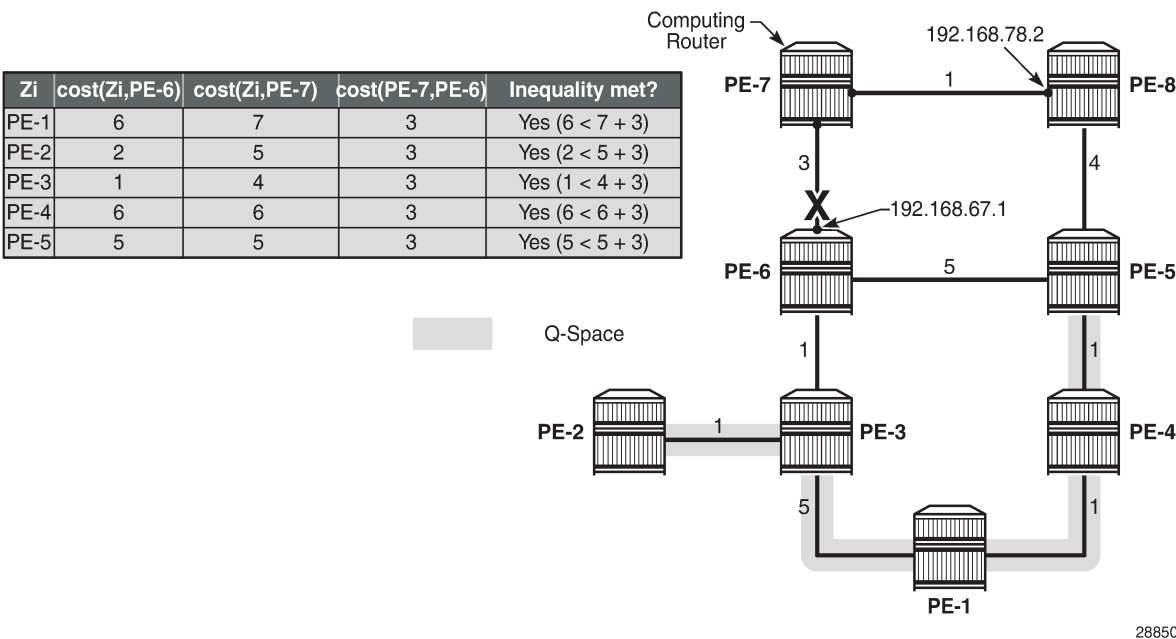 Computing
Router
192.168.78.2
PE-7
1
PE-8
Zi cost(Zi,PE-6) cost(Zi,PE-7) cost(PE-7,PE-6) Inequality met?
PE-1 6 7 3 Yes (6 < 7 + 3)
PE-2 2 5 3 Yes (2 < 5 + 3)
PE-3 1 4 3 Yes (1 < 4 + 3)
PE-4 6 6 3 Yes (6 < 6 + 3)
PE-5 5 5 3 Yes (5 < 5 + 3)
3
4
X
192.168.67.1
PE-6
5
PE-5
Q-Space
1
1
PE-2
1
PE-3
PE-4
5
1
PE-1
28850